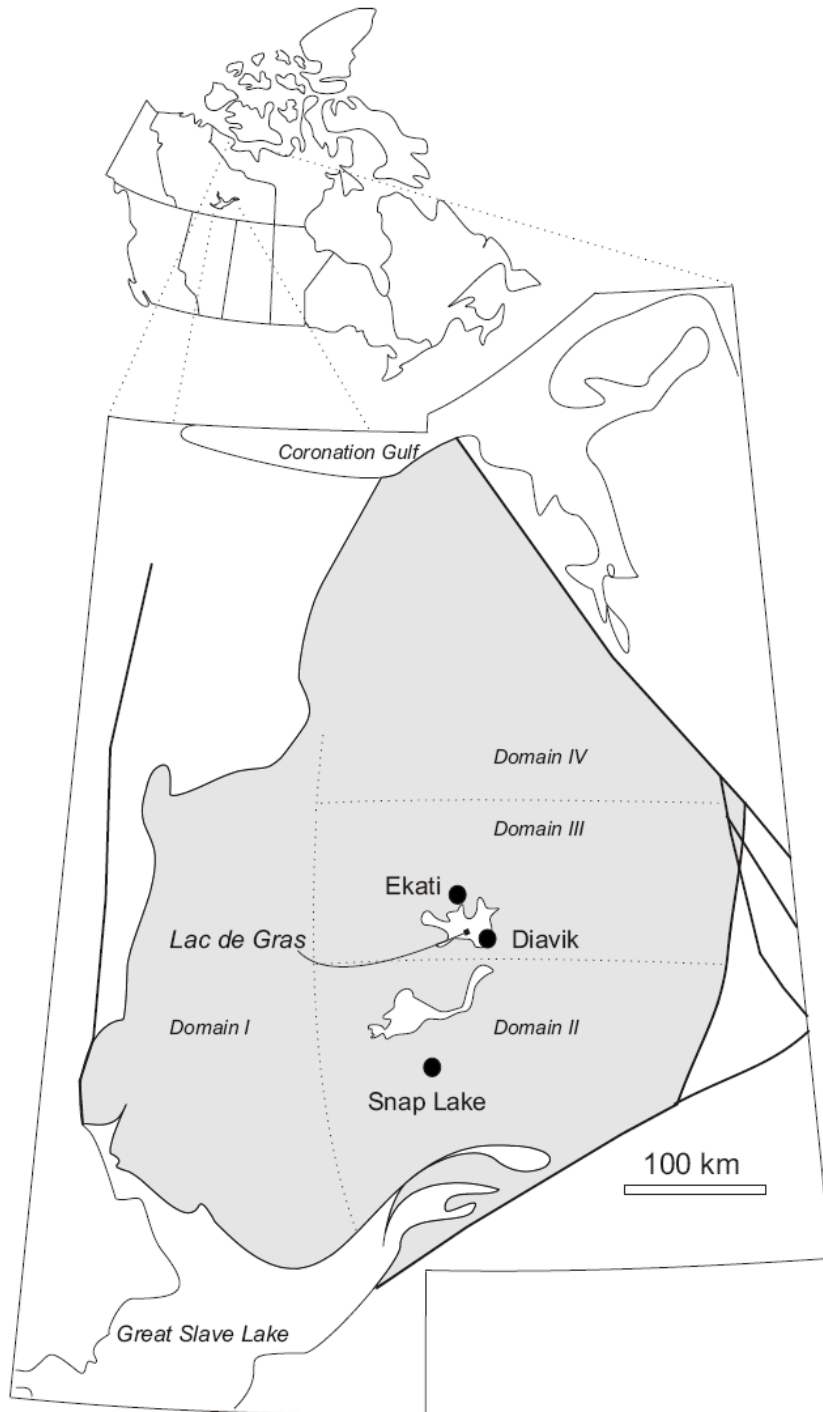 Coronation Gulf
Domain IV
Domain III
Ekati
Lac de Gras
Diavik
Domain I
Domain II
Snap Lake
100 km
Great Slave Lake